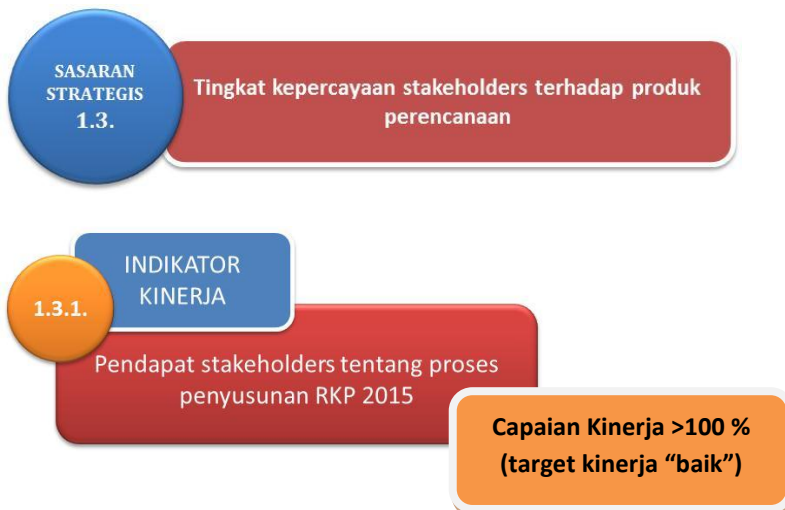 SASARAN
STRATEGIS
1.3.
Tingkat kepercayaan stakeholders terhadap produk
perencanaan
INDIKATOR
KINERJA
1.3.1.
Pendapat stakeholders tentang proses
penyusunan RKP 2015
Capaian Kinerja >100 %
(target kinerja “baik”)